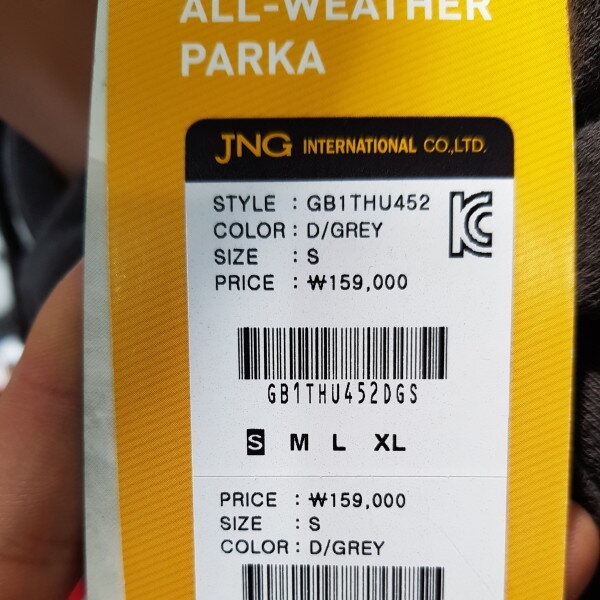 ALL-WEATHER
PARKA
JNG INTERNATIONAL CO.,LTD.
STYLE : GB1THU452
COLOR : D/GREY
SIZE : S
PRICE : ₩159,000
GB1THU452DGS
S M L XL
PRICE : ₩159,000
SIZE : S
COLOR : D/GREY